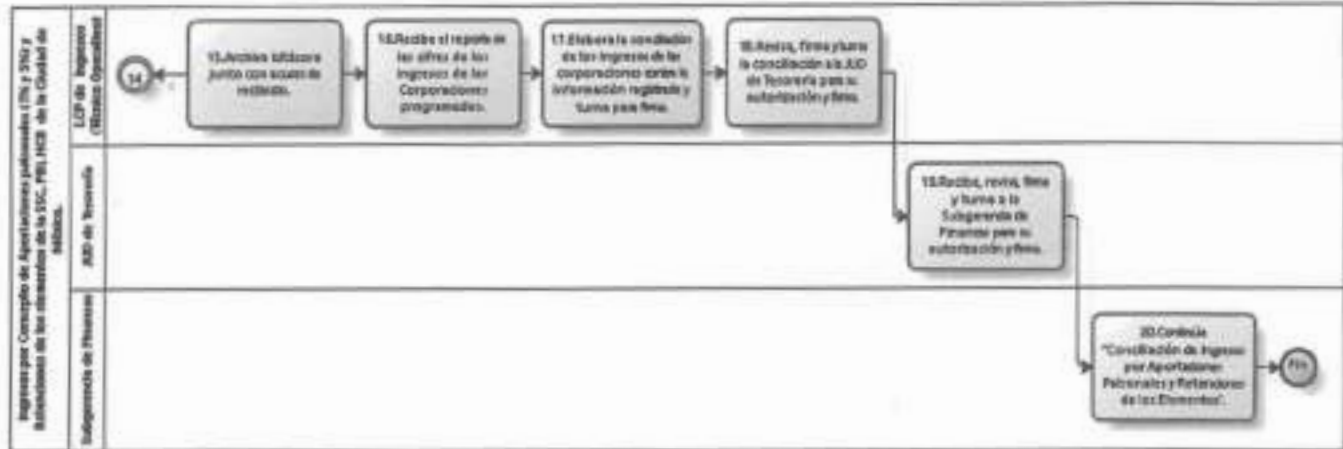 Ingresos por Concepto de Aportaciones patronales (7% y
Retenciones de los elementos de la SSC, PBI, HCB de la Ciudad de
México.
LCP de Ingresos
(Técnico Operativo)
14
15.Archiva
junto con acuse de
recibido.
16.Recibe el reporte de
las cifras de los
ingresos de las
Corporaciones
programados.
17.Elabora la conciliación
de los ingresos de las
corporaciones contra la
información registrada y
turna para firma.
18.Revisa, firma y turna
la conciliación a la JUD
de Tesorería para su
autorización y firma.
JUD de Tesorería
19.Recibe, revisa, firma
y turna a la
Subgerencia de
Finanzas para su
autorización y firma.
Subgerencia de Finanzas
20.Continúa
"Conciliación de Ingresos
por Aportaciones
Patronales y Retenciones
de los Elementos".
Fin